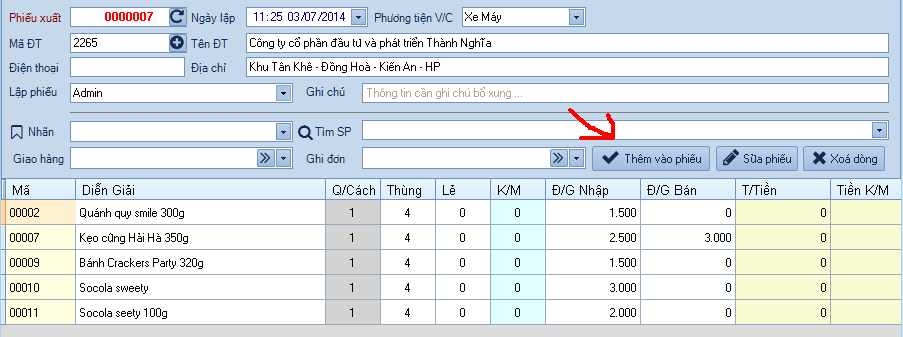 Phiếu xuất 0000007 Ngày lập 11:25 03/07/2014 Phương tiện V/C Xe Máy
Mã ĐT 2265 Tên ĐT Công ty cổ phần đầu tư và phát triển Thành Nghĩa
Điện thoại Địa chỉ Khu Tân Khê - Đồng Hoà - Kiến An - HP
Lập phiếu Admin Ghi chú Thông tin cần ghi chú bổ xung ...
Nhãn Tìm SP
Giao hàng Ghi đơn Thêm vào phiếu Sửa phiếu Xoá dòng
Mã Diễn Giải Q/Cách Thùng Lẻ K/M Đ/G Nhập Đ/G Bán T/Tiền Tiền K/M
00002 Quánh quy smile 300g 1 4 0 0 1.500 0 0
00007 Kẹo cứng Hải Hà 350g 1 4 0 0 2.500 3.000 0
00009 Bánh Crackers Party 320g 1 4 0 0 1.500 0 0
00010 Socola sweety 1 4 0 0 3.000 0 0
00011 Socola seety 100g 1 4 0 0 2.000 0 0